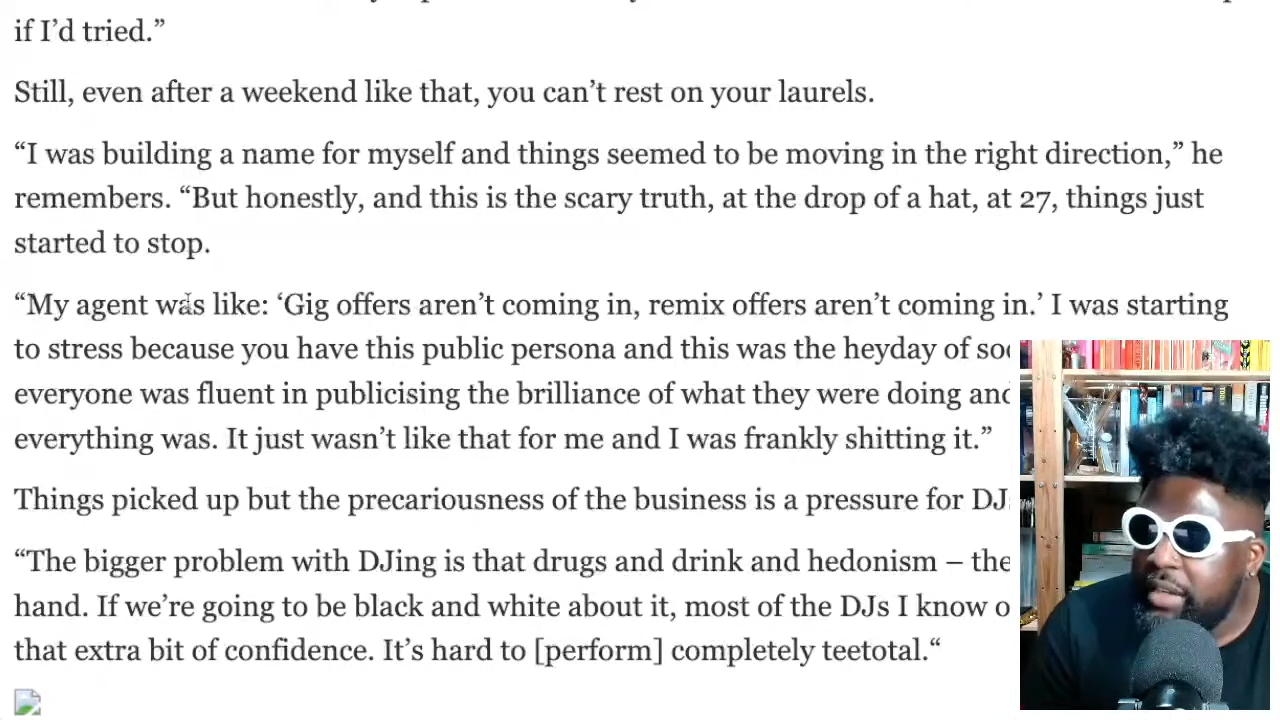 if I’d tried.”
Still, even after a weekend like that, you can’t rest on your laurels.
“I was building a name for myself and things seemed to be moving in the right direction,” he
remembers. “But honestly, and this is the scary truth, at the drop of a hat, at 27, things just
started to stop.
“My agent was like: ‘Gig offers aren’t coming in, remix offers aren’t coming in.’ I was starting
to stress because you have this public persona and this was the heyday of
everyone was fluent in publicising the brilliance of what they were doing and
everything was. It just wasn’t like that for me and I was frankly shitting it.”
Things picked up but the precariousness of the business is a pressure for
“The bigger problem with DJing is that drugs and drink and hedonism –
hand. If we’re going to be black and white about it, most of the DJs I know
that extra bit of confidence. It’s hard to [perform] completely teetotal.“